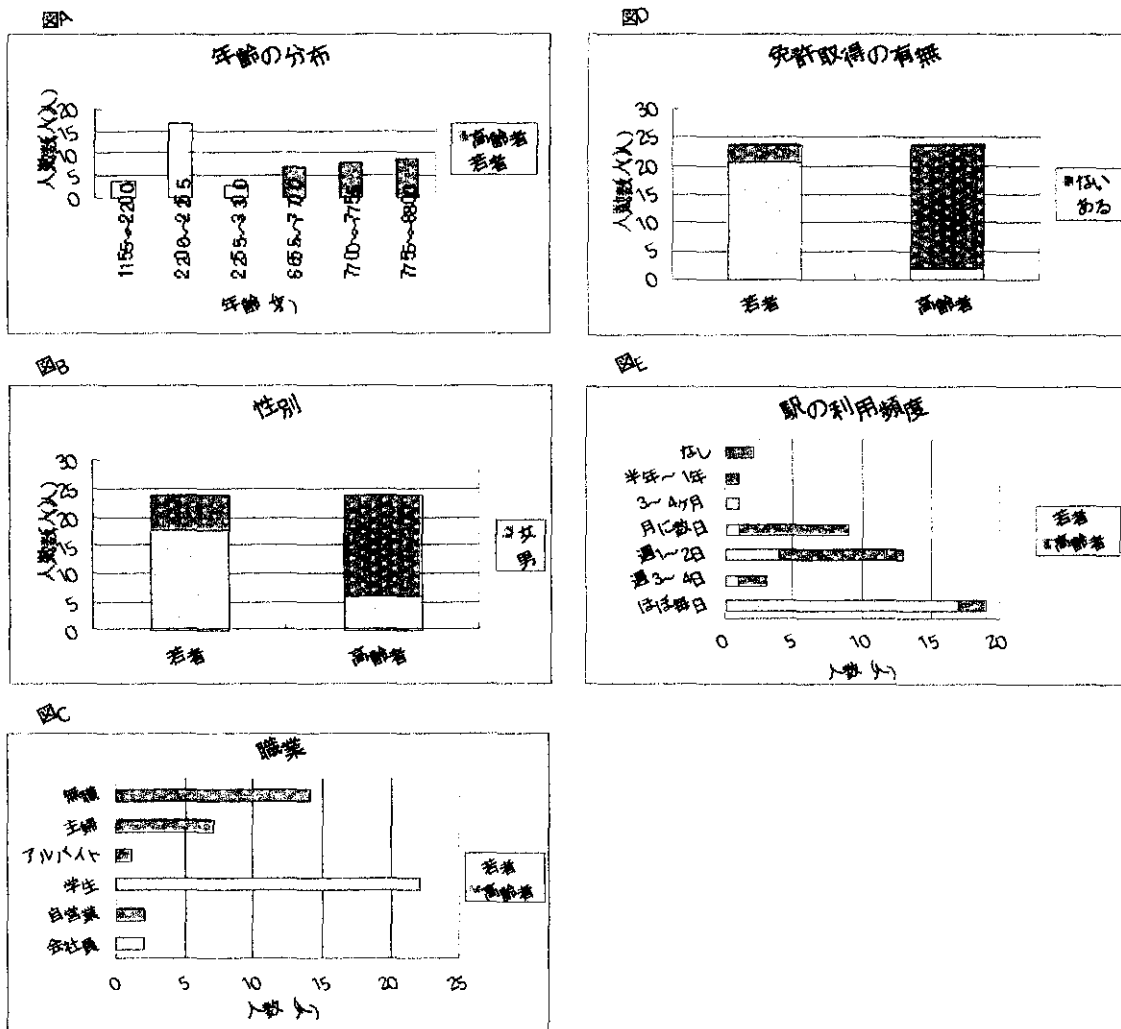 図A
年齢の分布
人数(人)
20
15
10
5
0
高齢者
若者
年齢(才)
図D
免許取得の有無
人数(人)
30
25
20
15
10
5
0
ない
ある
若者
高齢者
図B
性別
人数(人)
30
25
20
15
10
5
0
女
男
若者
高齢者
図E
駅の利用頻度
なし
半年～1年
3～4ヶ月
月に数日
週1～2日
週3～4日
ほぼ毎日
0
5
10
15
20
人数(人)
若者
高齢者
図C
職業
無職
主婦
アルバイト
学生
自営業
会社員
0
5
10
15
20
25
人数(人)
若者
高齢者